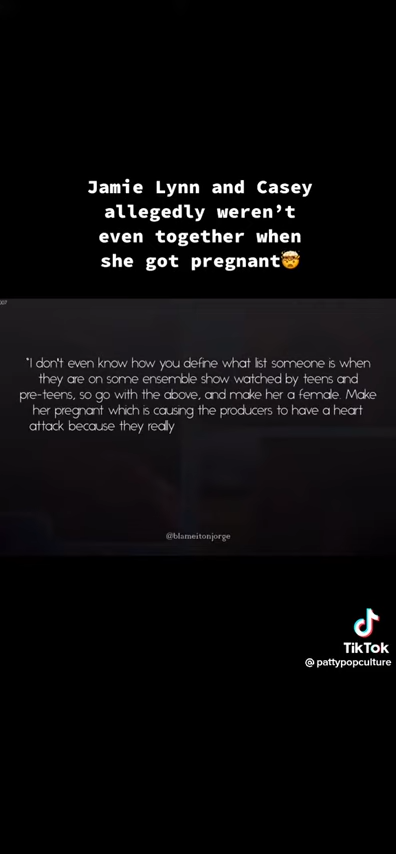 Jamie Lynn and Casey
allegedly weren't
even together when
she got pregnant🤯
"I don't even know how you define what list someone is when
they are on some ensemble show watched by teens and
pre-teens, so go with the above, and make her a female. Make
her pregnant which is causing the producers to have a heart
attack because they really
@blameitonjorge
TikTok
@pattypopculture